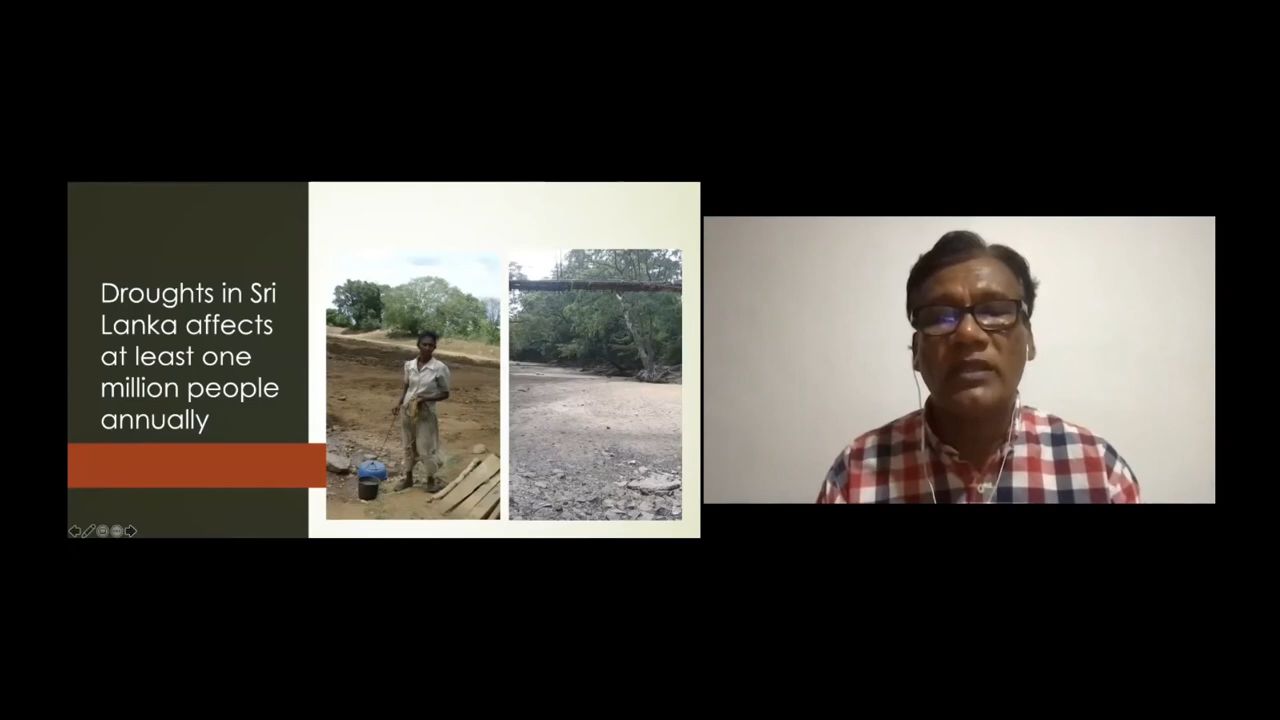 Droughts in Sri
Lanka affects
at least one
million people
annually